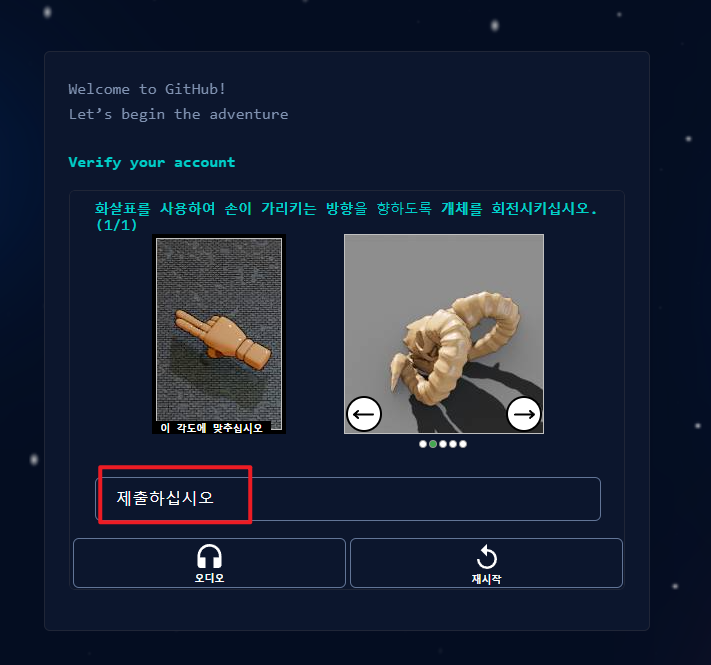 Welcome to GitHub!
Let’s begin the adventure
Verify your account
화살표를 사용하여 손이 가리키는 방향을 향하도록 개체를 회전시키십시오.
(1/1)
이 각도에 맞추십시오
제출하십시오
오디오
재시작